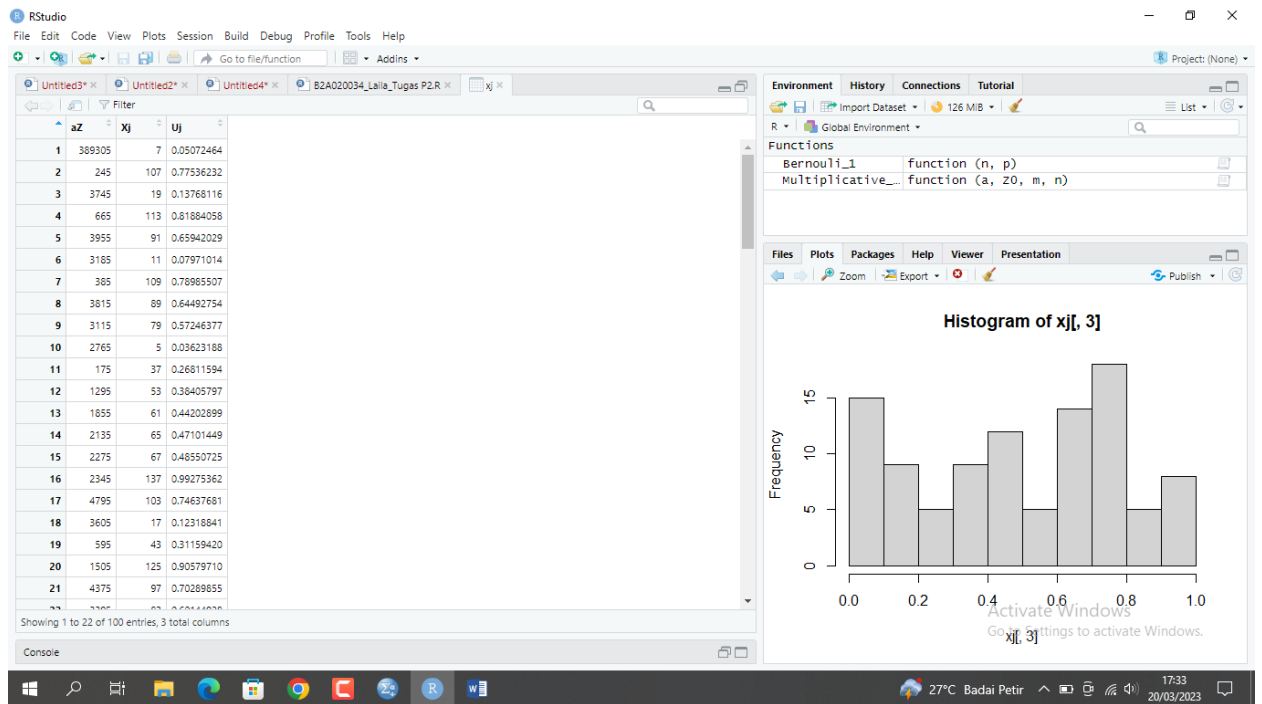 RStudio
File Edit Code View Plots Session Build Debug Profile Tools Help
Go to file/function
Addins
Project: (None)
Untitled3*
Untitled2*
Untitled4*
B2A020034_Laila_Tugas P2.R
xj
Filter
aZ Xj Uj
1 389305 7 0.05072464
2 245 107 0.77536232
3 3745 19 0.13768116
4 665 113 0.81884058
5 3955 91 0.65942029
6 3185 11 0.07971014
7 385 109 0.78985507
8 3815 89 0.64492754
9 3115 79 0.57246377
10 2765 5 0.03623188
11 175 37 0.26811594
12 1295 53 0.38405797
13 1855 61 0.44202899
14 2135 65 0.47101449
15 2275 67 0.48550725
16 2345 137 0.99275362
17 4795 103 0.74637681
18 3605 17 0.12318841
19 595 43 0.31159420
20 1505 125 0.90579710
21 4375 97 0.70289855
Showing 1 to 22 of 100 entries, 3 total columns
Console
Environment History Connections Tutorial
Import Dataset
126 MiB
List
R
Global Environment
Functions
Bernouli_1 function (n, p)
Multiplicative_… function (a, Z0, m, n)
Files Plots Packages Help Viewer Presentation
Zoom Export Publish
Histogram of xj[, 3]
Frequency
15
10
5
0
0.0 0.2 0.4 0.6 0.8 1.0
xj[, 3]
Activate Windows
Go to Settings to activate Windows.
27°C Badai Petir
17:33
20/03/2023